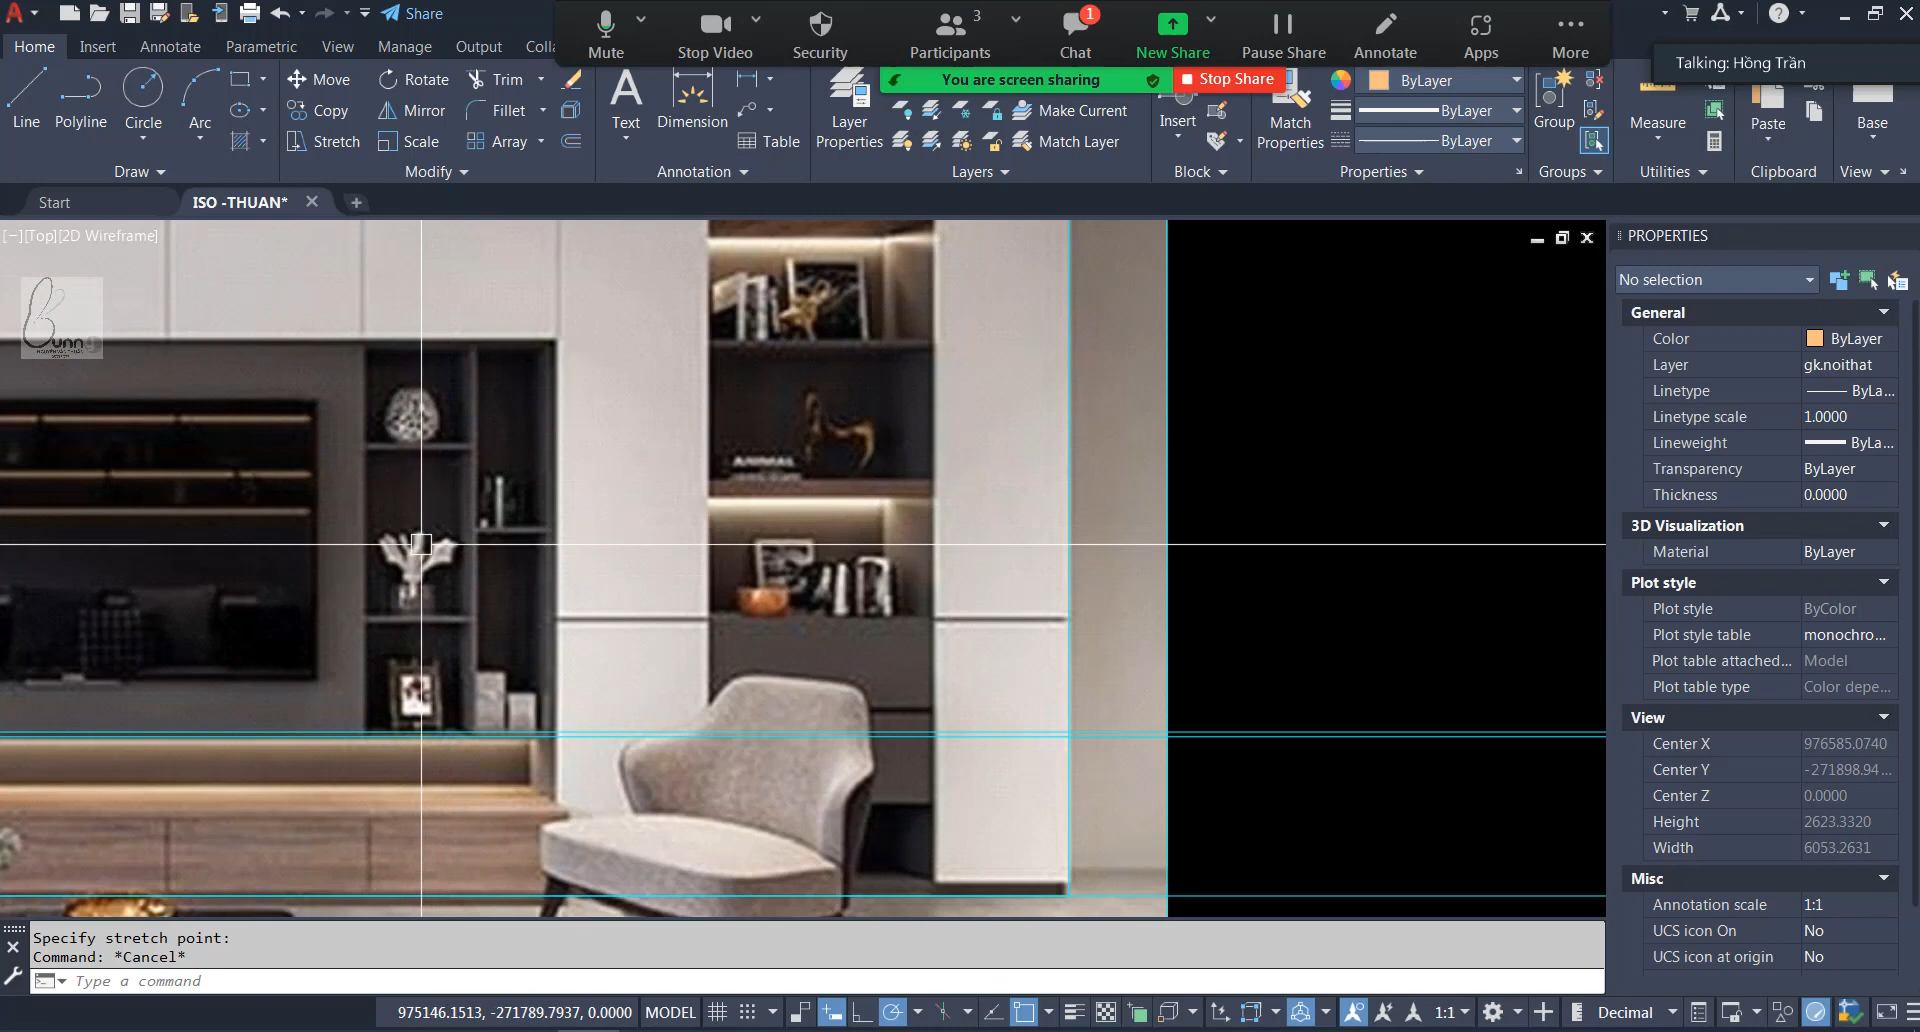 Share
Mute
Stop Video
Security
Participants
3
Chat
1
New Share
Pause Share
Annotate
Apps
More
You are screen sharing
Stop Share
Talking: Hồng Trần
Home
Insert
Annotate
Parametric
View
Manage
Output
Line
Polyline
Circle
Arc
Move
Rotate
Trim
Copy
Mirror
Fillet
Stretch
Scale
Array
Text
Dimension
Table
Layer
Properties
Make Current
Match Layer
Insert
Match
Properties
ByLayer
ByLayer
ByLayer
Group
Measure
Paste
Base
Draw
Modify
Annotation
Layers
Block
Properties
Groups
Utilities
Clipboard
View
Start
ISO -THUAN*
[−][Top][2D Wireframe]
ANIMAL
PROPERTIES
No selection
General
Color
ByLayer
Layer
gk.noithat
Linetype
ByLa...
Linetype scale
1.0000
Lineweight
ByLa...
Transparency
ByLayer
Thickness
0.0000
3D Visualization
Material
ByLayer
Plot style
Plot style
ByColor
Plot style table
monochro...
Plot table attached...
Model
Plot table type
Color depe...
View
Center X
976585.0740
Center Y
-271898.94...
Center Z
0.0000
Height
2623.3320
Width
6053.2631
Misc
Annotation scale
1:1
UCS icon On
No
UCS icon at origin
No
Specify stretch point:
Command: *Cancel*
Type a command
975146.1513, -271789.7937, 0.0000
MODEL
1:1
Decimal